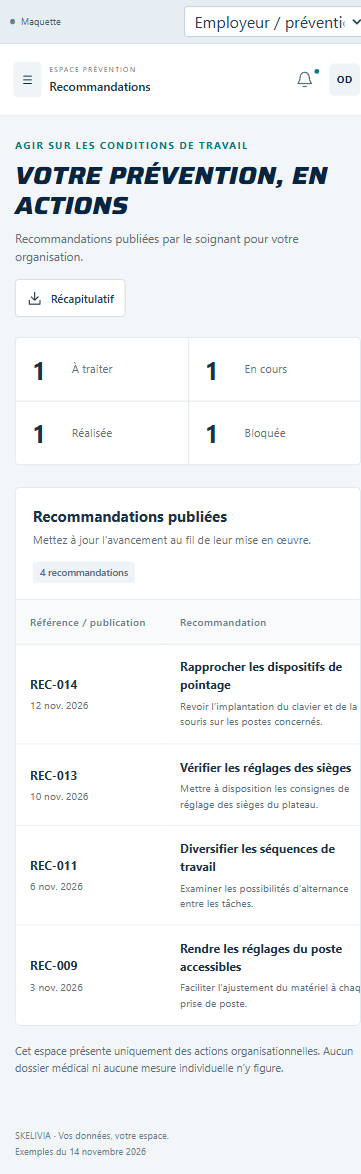 Maquette
Employeur / préventi
ESPACE PRÉVENTION
Recommandations
OD
AGIR SUR LES CONDITIONS DE TRAVAIL
VOTRE PRÉVENTION, EN
ACTIONS
Recommandations publiées par le soignant pour votre
organisation.
Récapitulatif
1 À traiter
1 En cours
1 Réalisée
1 Bloquée
Recommandations publiées
Mettez à jour l'avancement au fil de leur mise en œuvre.
4 recommandations
Référence / publication Recommandation
REC-014
12 nov. 2026
Rapprocher les dispositifs de
pointage
Revoir l'implantation du clavier et de la
souris sur les postes concernés.
REC-013
10 nov. 2026
Vérifier les réglages des sièges
Mettre à disposition les consignes de
réglage des sièges du plateau.
REC-011
6 nov. 2026
Diversifier les séquences de
travail
Examiner les possibilités d'alternance
entre les tâches.
REC-009
3 nov. 2026
Rendre les réglages du poste
accessibles
Faciliter l'ajustement du matériel à chaq
prise de poste.
Cet espace présente uniquement des actions organisationnelles. Aucun
dossier médical ni aucune mesure individuelle n'y figure.
SKELIVIA · Vos données, votre espace.
Exemples du 14 novembre 2026